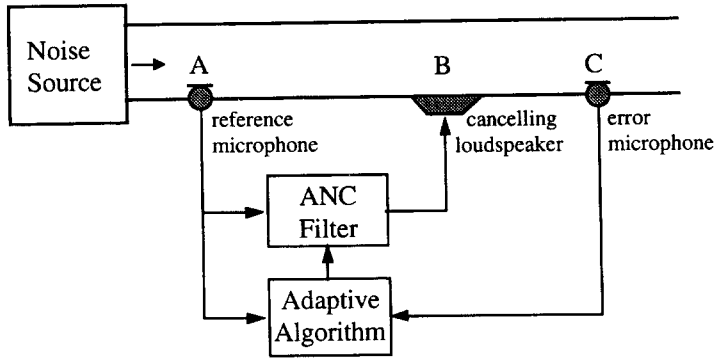 Noise
Source
A
B
C
reference
microphone
cancelling
loudspeaker
error
microphone
ANC
Filter
Adaptive
Algorithm